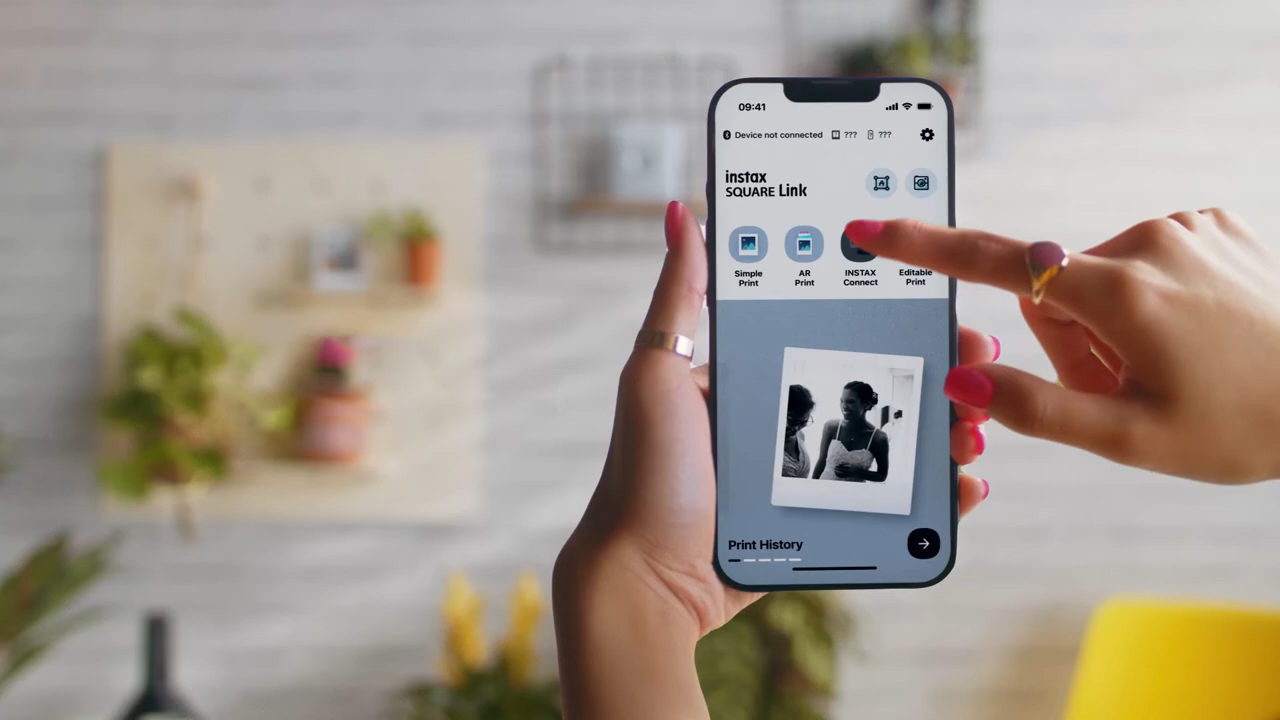 09:41
Device not connected ??? ???
instax
SQUARE Link
Simple Print
AR Print
INSTAX Connect
Editable Print
Print History